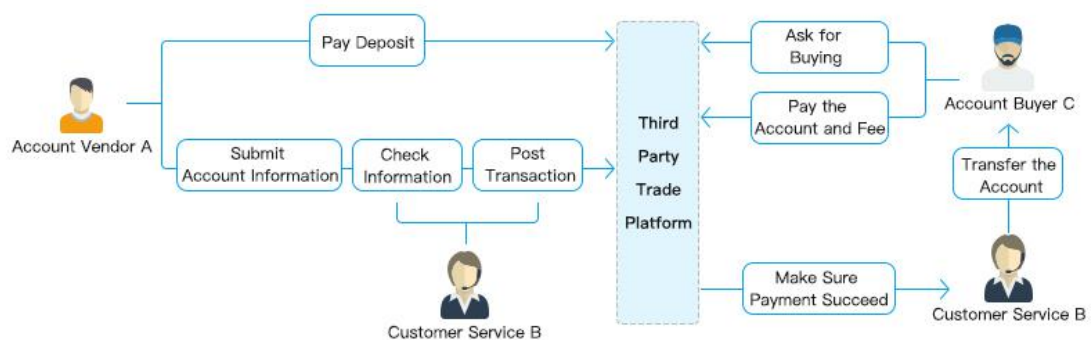 Pay Deposit
Account Vendor A
Submit
Account Information
Check
Information
Post
Transaction
Customer Service B
Third
Party
Trade
Platform
Ask for
Buying
Pay the
Account and Fee
Account Buyer C
Transfer the
Account
Make Sure
Payment Succeed
Customer Service B